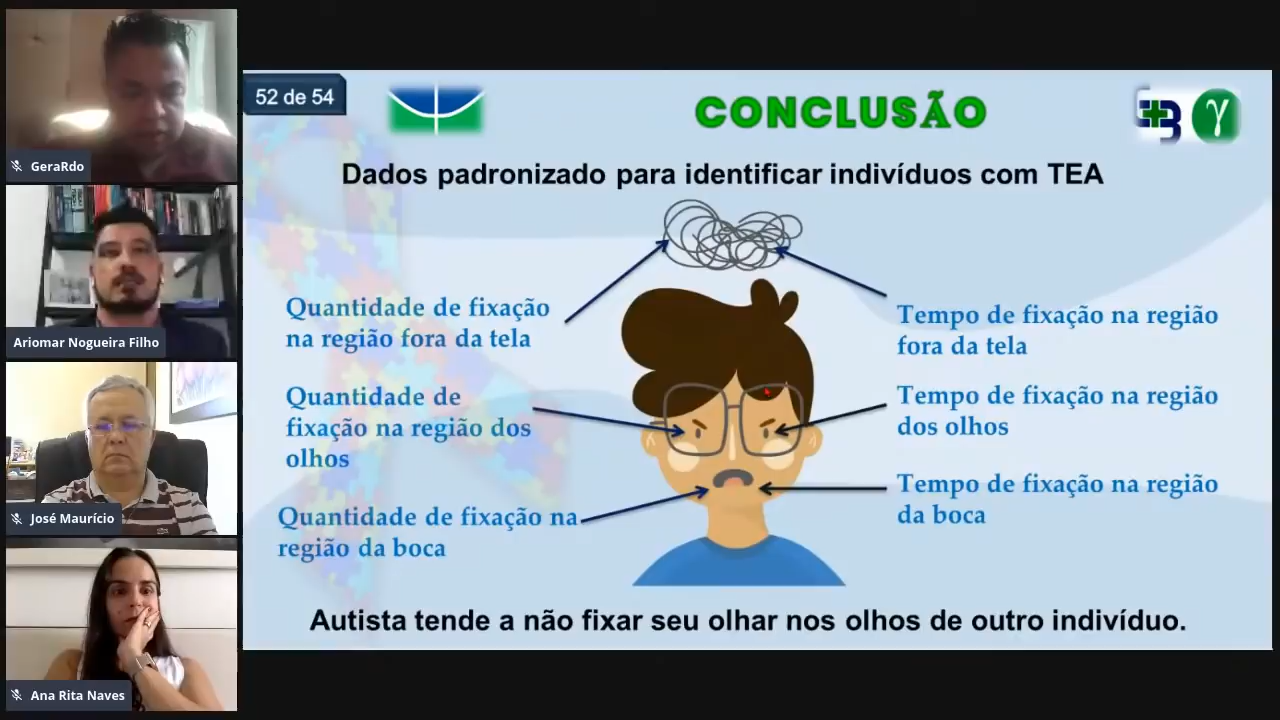 GeraRdo
Ariomar Nogueira Filho
José Maurício
Ana Rita Naves
52 de 54
CONCLUSÃO
Dados padronizado para identificar indivíduos com TEA
Quantidade de fixação
na região fora da tela
Quantidade de
fixação na região dos
olhos
Quantidade de fixação na
região da boca
Tempo de fixação na região
fora da tela
Tempo de fixação na região
dos olhos
Tempo de fixação na região
da boca
Autista tende a não fixar seu olhar nos olhos de outro indivíduo.